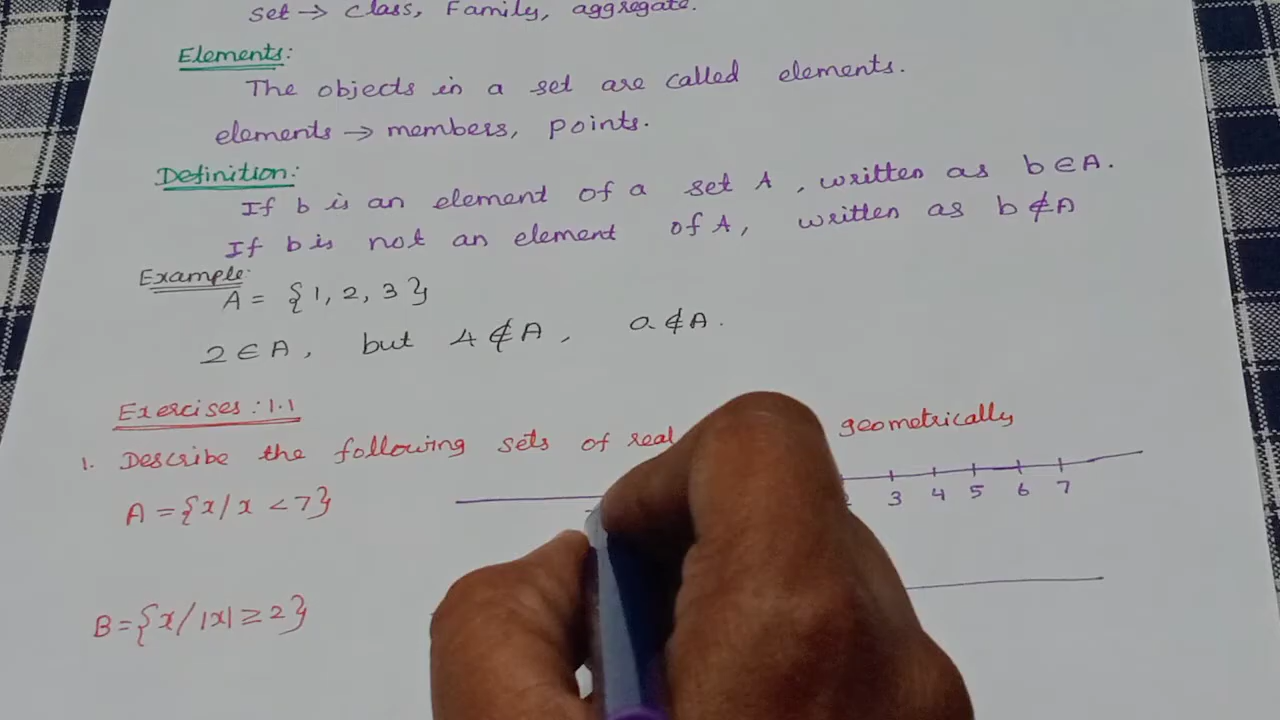 set → class, Family, aggregate.
Elements:
The objects in a set are called elements.
elements → members, points.
Definition:
If b is an element of a set A, written as b ∈ A.
If b is not an element of A, written as b ∉ A
Example:
A = {1, 2, 3}
2 ∈ A, but 4 ∉ A, a ∉ A.
Exercises: 1.1
1. Describe the following sets of real geometrically
A = {x/x < 7}
3 4 5 6 7
B = {x/|x| ≥ 2}